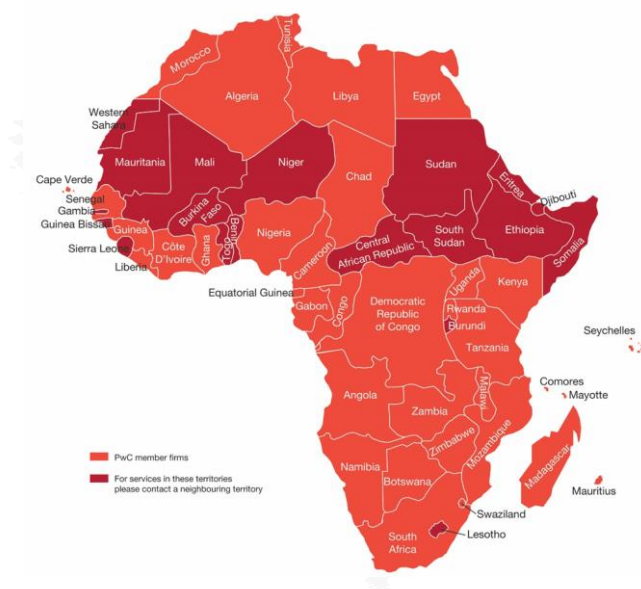 Tunisia
Morocco
Algeria
Libya
Egypt
Western
Sahara
Mauritania
Mali
Niger
Chad
Sudan
Eritrea
Djibouti
Cape Verde
Senegal
Gambia
Guinea Bissau
Guinea
Sierra Leone
Liberia
Côte
D'Ivoire
Burkina
Faso
Ghana
Togo
Benin
Nigeria
Cameroon
Central
African Republic
South
Sudan
Ethiopia
Somalia
Equatorial Guinea
Gabon
Congo
Democratic
Republic
of Congo
Uganda
Kenya
Rwanda
Burundi
Tanzania
Seychelles
Comores
Mayotte
Angola
Zambia
Malawi
Mozambique
Zimbabwe
Madagascar
Mauritius
Namibia
Botswana
Swaziland
South
Africa
Lesotho
PwC member firms
For services in these territories
please contact a neighbouring territory